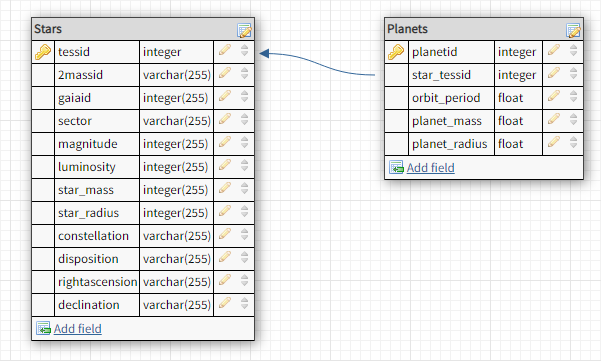 Stars
tessid integer
2massid varchar(255)
gaiaid integer(255)
sector varchar(255)
magnitude integer(255)
luminosity integer(255)
star_mass integer(255)
star_radius integer(255)
constellation varchar(255)
disposition varchar(255)
rightascension varchar(255)
declination varchar(255)
Add field
Planets
planetid integer
star_tessid integer
orbit_period float
planet_mass float
planet_radius float
Add field